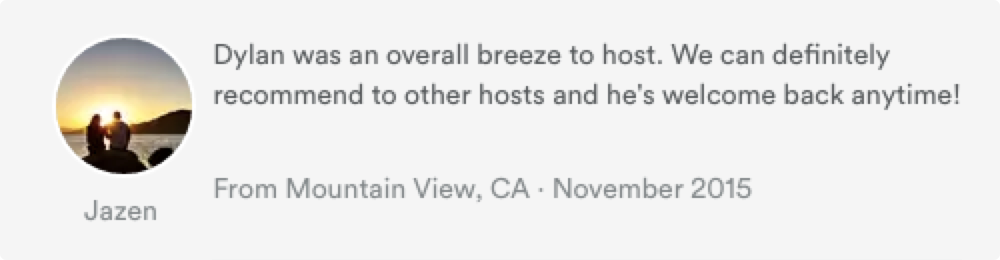 Dylan was an overall breeze to host. We can definitely
recommend to other hosts and he's welcome back anytime!
From Mountain View, CA · November 2015
Jazen